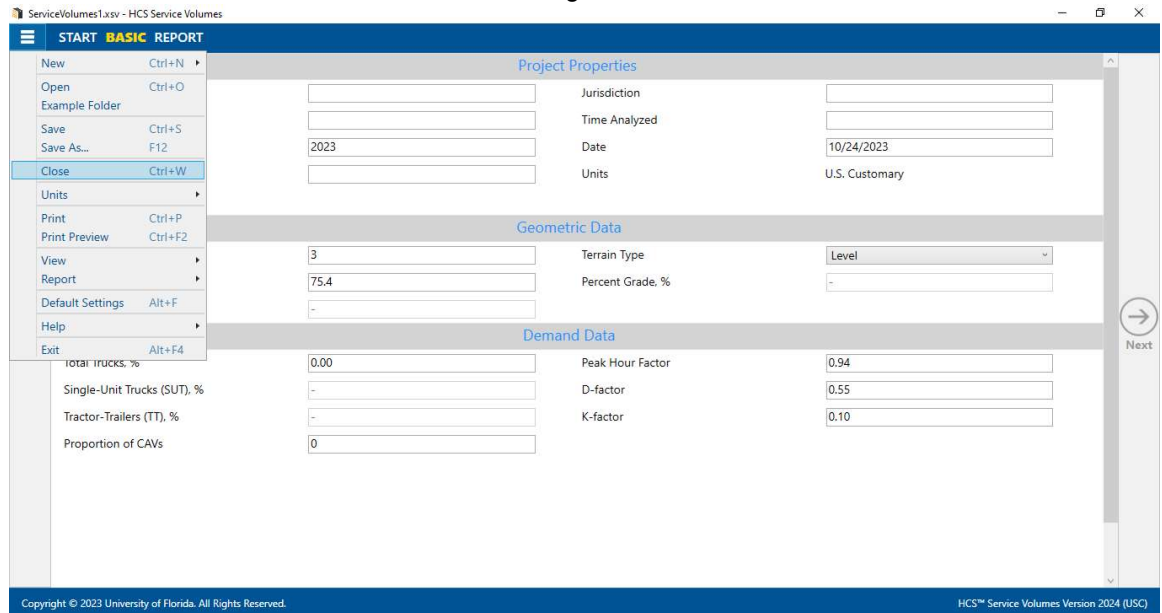 ServiceVolumes1.xsv - HCS Service Volumes
START BASIC REPORT
New Ctrl+N
Open Ctrl+O
Example Folder
Save Ctrl+S
Save As... F12
Close Ctrl+W
Units
Print Ctrl+P
Print Preview Ctrl+F2
View
Report
Default Settings Alt+F
Help
Exit Alt+F4
Project Properties
Jurisdiction
Time Analyzed
2023 Date 10/24/2023
Units U.S. Customary
Geometric Data
3 Terrain Type Level
75.4 Percent Grade, % -
-
Demand Data
Total Trucks, % 0.00 Peak Hour Factor 0.94
Single-Unit Trucks (SUT), % - D-factor 0.55
Tractor-Trailers (TT), % - K-factor 0.10
Proportion of CAVs 0
Next
Copyright © 2023 University of Florida. All Rights Reserved. HCS™ Service Volumes Version 2024 (USC)